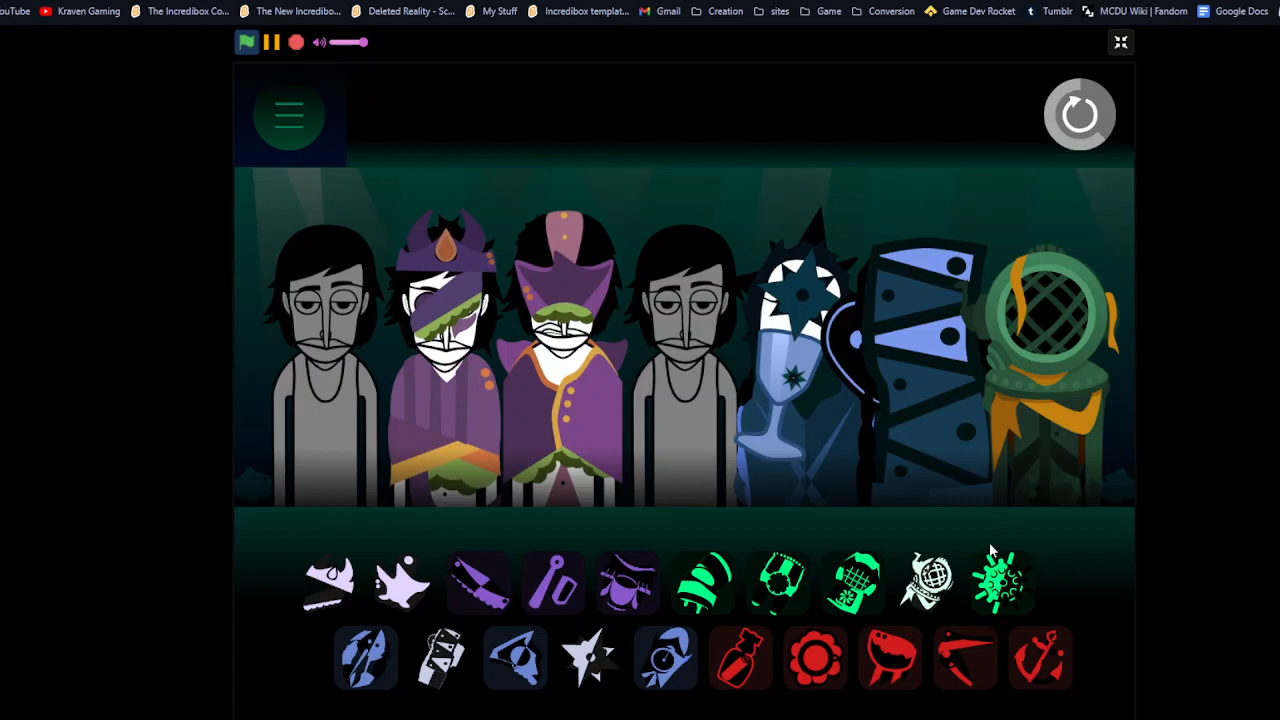 ouTube Kraven Gaming The Incredibox Co... The New Incredibo... Deleted Reality - Sc... My Stuff Incredibox templat... Gmail Creation sites Game Conversion Game Dev Rocket Tumblr MCDU Wiki | Fandom Google Docs